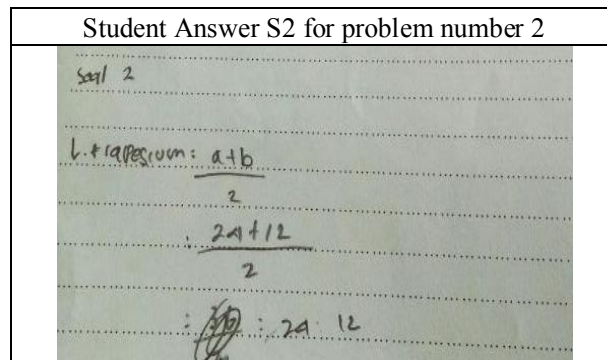 Student Answer S2 for problem number 2
Soal 2
L. trapesium : a+b
2
: 24+12
2
: : 24 12